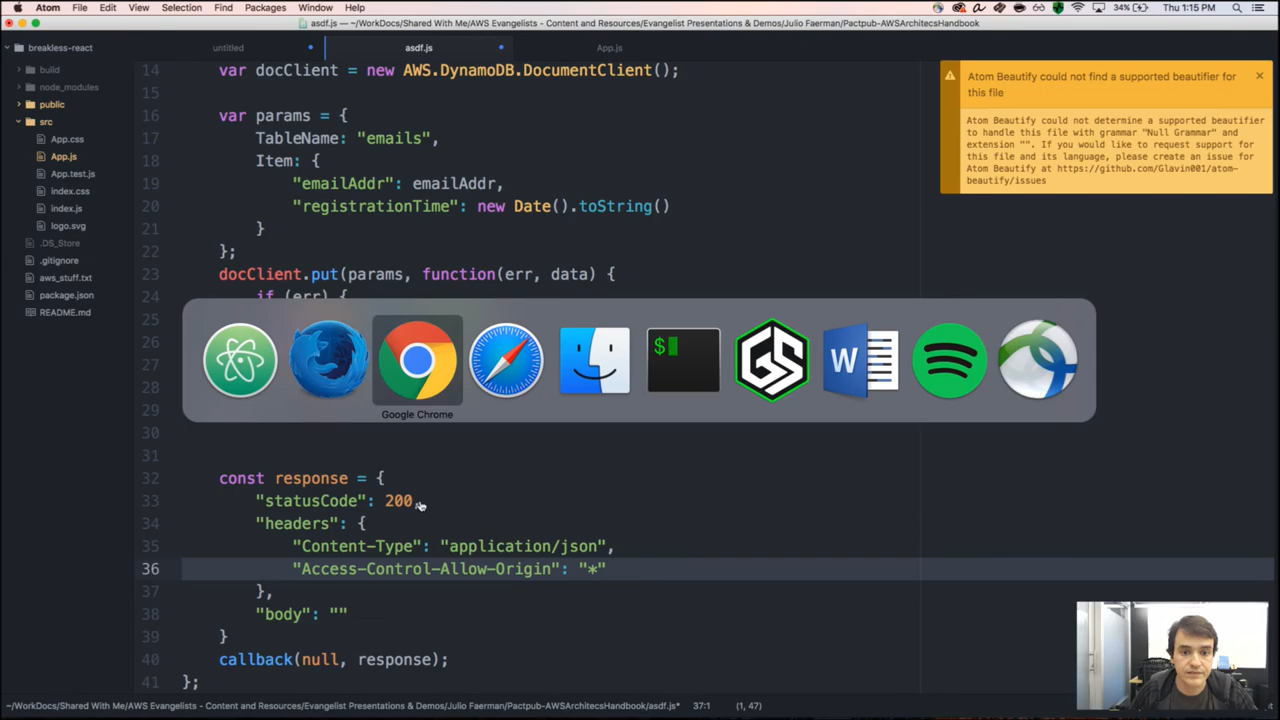 Atom File Edit View Selection Find Packages Window Help 34% Thu 1:15 PM
asdf.js — ~/WorkDocs/Shared With Me/AWS Evangelists - Content and Resources/Evangelist Presentations & Demos/Julio Faerman/Pactpub-AWSArchitecsHandbook
breakless-react
untitled asdf.js App.js
build
node_modules
public
src
App.css
App.js
App.test.js
index.css
index.js
logo.svg
.DS_Store
.gitignore
aws_stuff.txt
package.json
README.md
14 var docClient = new AWS.DynamoDB.DocumentClient();
15
16 var params = {
17 TableName: "emails",
18 Item: {
19 "emailAddr": emailAddr,
20 "registrationTime": new Date().toString()
21 }
22 };
23 docClient.put(params, function(err, data) {
24 if (err) {
25
26
27
28
29
30
31
32 const response = {
33 "statusCode": 200,
34 "headers": {
35 "Content-Type": "application/json",
36 "Access-Control-Allow-Origin": "*"
37 },
38 "body": ""
39 }
40 callback(null, response);
41 };
Atom Beautify could not find a supported beautifier for
this file
Atom Beautify could not determine a supported beautifier
to handle this file with grammar "Null Grammar" and
extension "". If you would like to request support for
this file and its language, please create an issue for
Atom Beautify at https://github.com/Glavin001/atom-
beautify/issues
$
GS
W
Google Chrome
~/WorkDocs/Shared With Me/AWS Evangelists - Content and Resources/Evangelist Presentations & Demos/Julio Faerman/Pactpub-AWSArchitecsHandbook/asdf.js* 37:1 (1, 47)